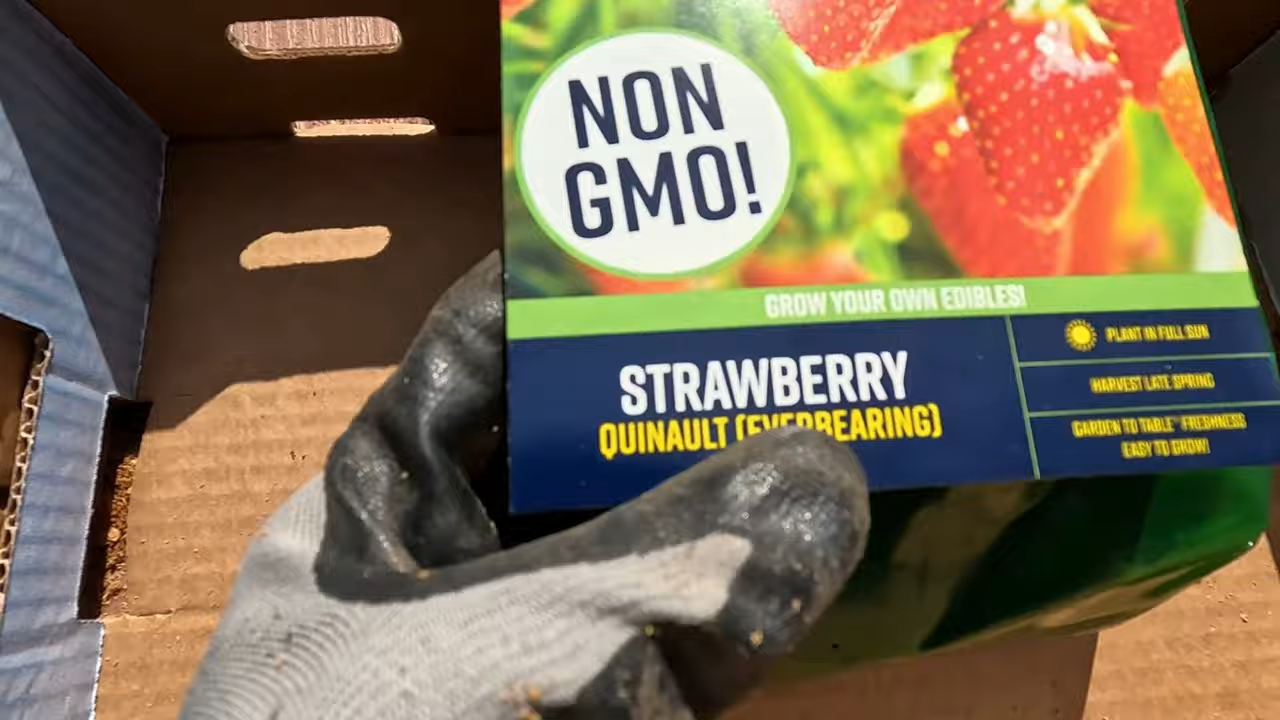 NON
GMO!
GROW YOUR OWN EDIBLES!
STRAWBERRY
QUINAULT (EVERBEARING)
PLANT IN FULL SUN
HARVEST LATE SPRING
GARDEN TO TABLE FRESHNESS
EASY TO GROW!